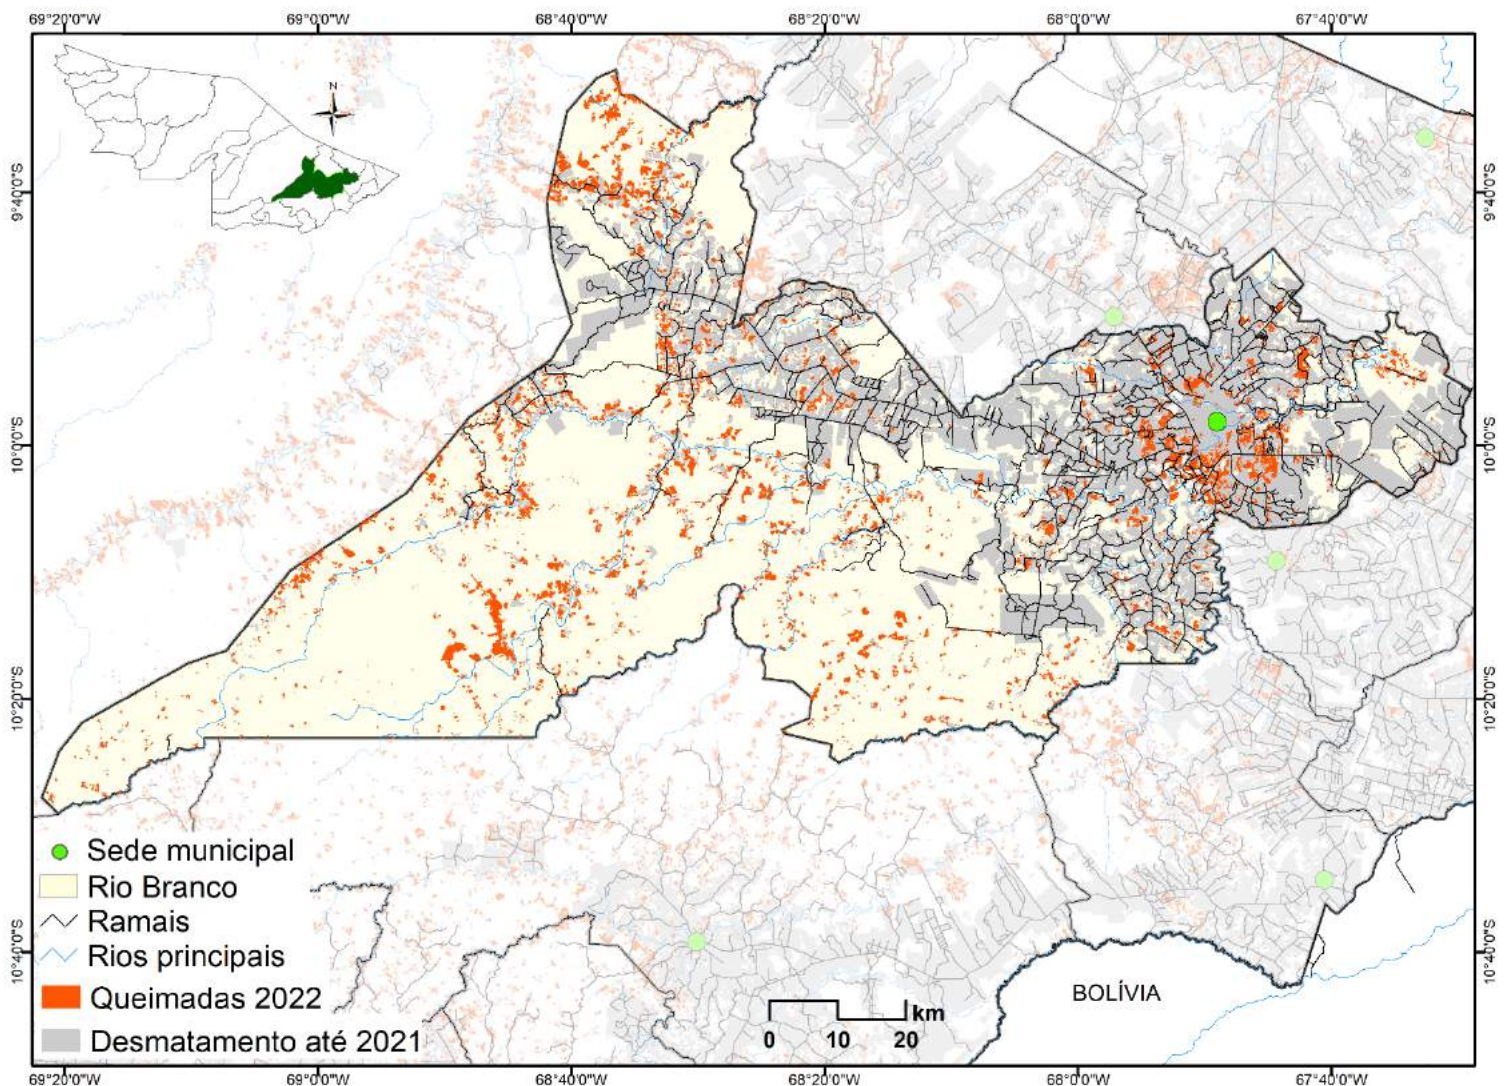 69°20'0"W 69°0'0"W 68°40'0"W 68°20'0"W 68°0'0"W 67°40'0"W
N
9°40'0"S 9°40'0"S
10°0'0"S 10°0'0"S
10°20'0"S 10°20'0"S
10°40'0"S 10°40'0"S
Sede municipal
Rio Branco
Ramais
Rios principais
Queimadas 2022
Desmatamento até 2021
km
0 10 20
BOLÍVIA
69°20'0"W 69°0'0"W 68°40'0"W 68°20'0"W 68°0'0"W 67°40'0"W